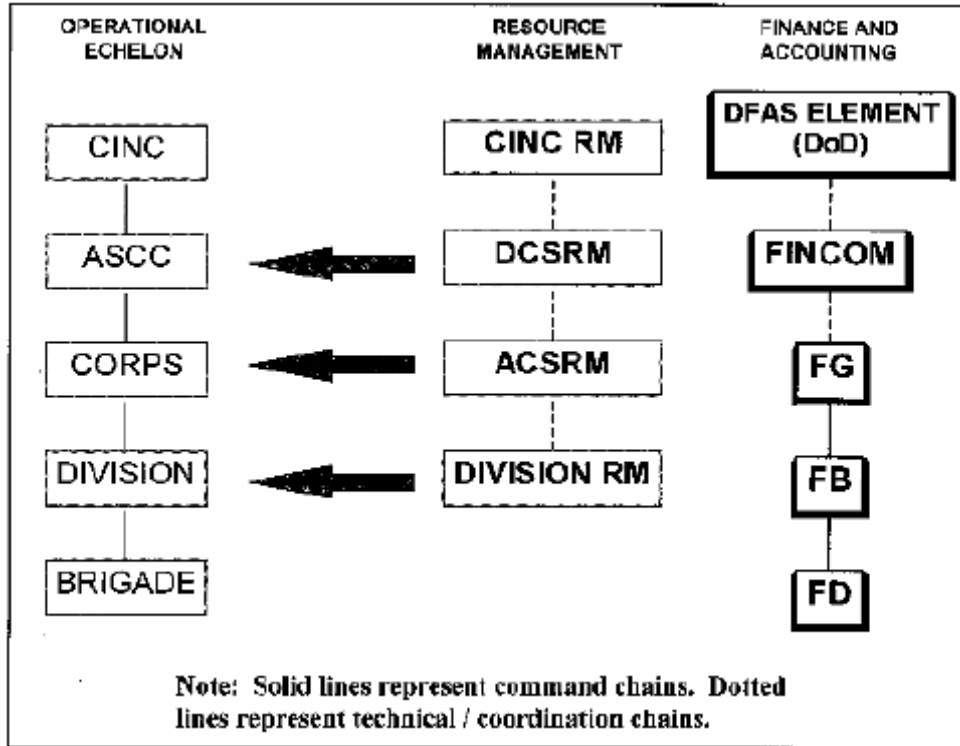 OPERATIONAL
ECHELON
RESOURCE
MANAGEMENT
FINANCE AND
ACCOUNTING
CINC
CINC RM
DFAS ELEMENT
(DoD)
ASCC
DCSRM
FINCOM
CORPS
ACSRM
FG
DIVISION
DIVISION RM
FB
BRIGADE
FD
Note: Solid lines represent command chains. Dotted
lines represent technical / coordination chains.